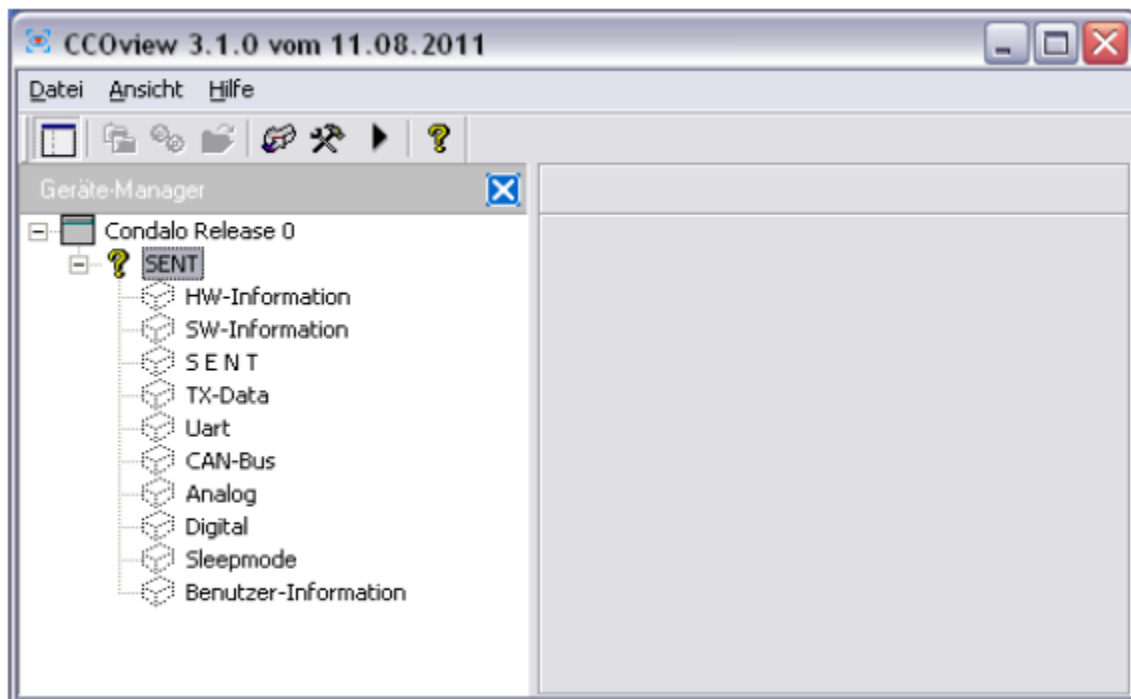 CCOview 3.1.0 vom 11.08.2011
Datei Ansicht Hilfe
Geräte-Manager
Condalo Release 0
SENT
HW-Information
SW-Information
S E N T
TX-Data
Uart
CAN-Bus
Analog
Digital
Sleepmode
Benutzer-Information